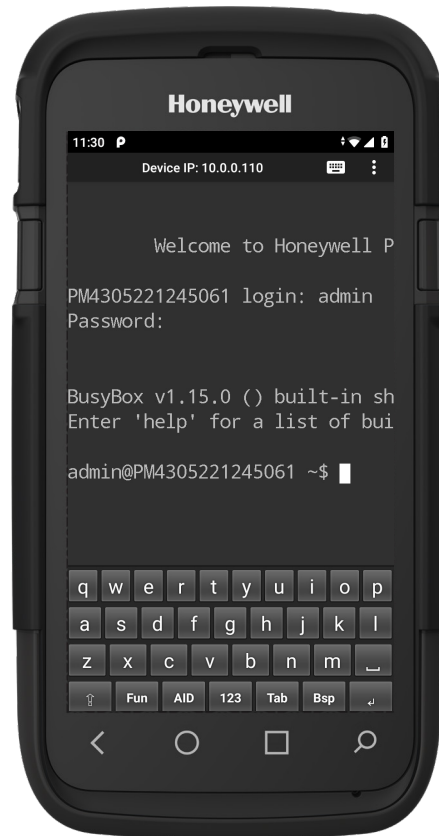 Honeywell
11:30
Device IP: 10.0.0.110
Welcome to Honeywell P
PM4305221245061 login: admin
Password:
BusyBox v1.15.0 () built-in sh
Enter 'help' for a list of bui
admin@PM4305221245061 ~$
q w e r t y u i o p
a s d f g h j k l
z x c v b n m
Fun AID 123 Tab Bsp